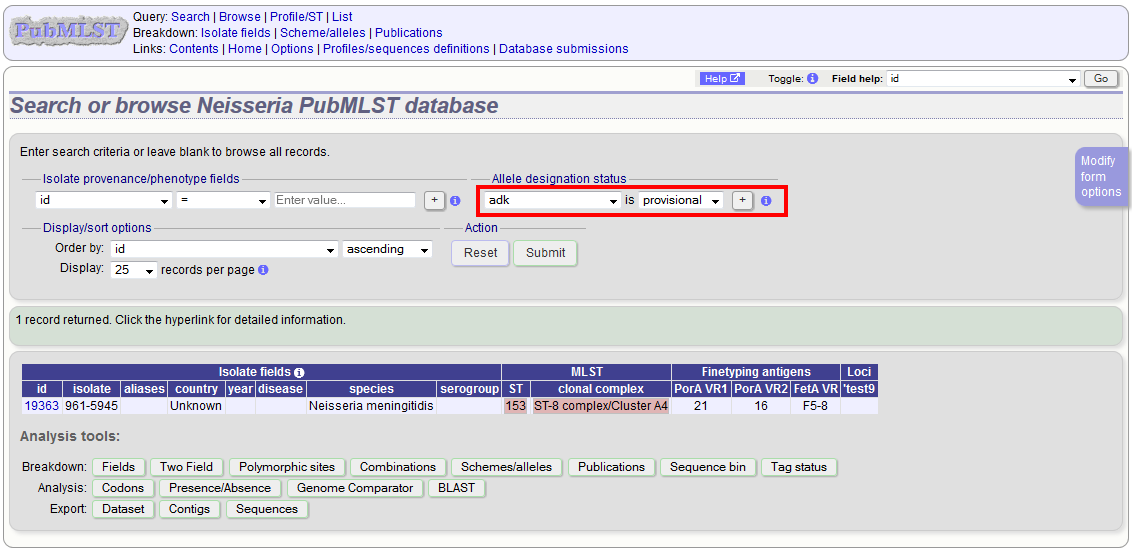 PubMLST
Query: Search | Browse | Profile/ST | List
Breakdown: Isolate fields | Scheme/alleles | Publications
Links: Contents | Home | Options | Profiles/sequences definitions | Database submissions
Help Toggle: i Field help: id Go
Search or browse Neisseria PubMLST database
Enter search criteria or leave blank to browse all records.
Modify form options
Isolate provenance/phenotype fields Allele designation status
id = Enter value... + i adk is provisional + i
Display/sort options Action
Order by: id ascending Reset Submit
Display: 25 records per page i
1 record returned. Click the hyperlink for detailed information.
Isolate fields i MLST Finetyping antigens Loci
id isolate aliases country year disease species serogroup ST clonal complex PorA VR1 PorA VR2 FetA VR 'test9
19363 961-5945 Unknown Neisseria meningitidis 153 ST-8 complex/Cluster A4 21 16 F5-8
Analysis tools:
Breakdown: Fields Two Field Polymorphic sites Combinations Schemes/alleles Publications Sequence bin Tag status
Analysis: Codons Presence/Absence Genome Comparator BLAST
Export: Dataset Contigs Sequences